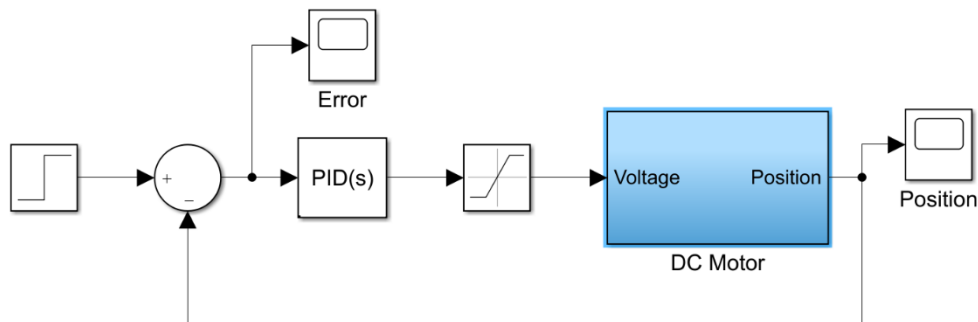 Error
+
−
PID(s)
Voltage
Position
DC Motor
Position